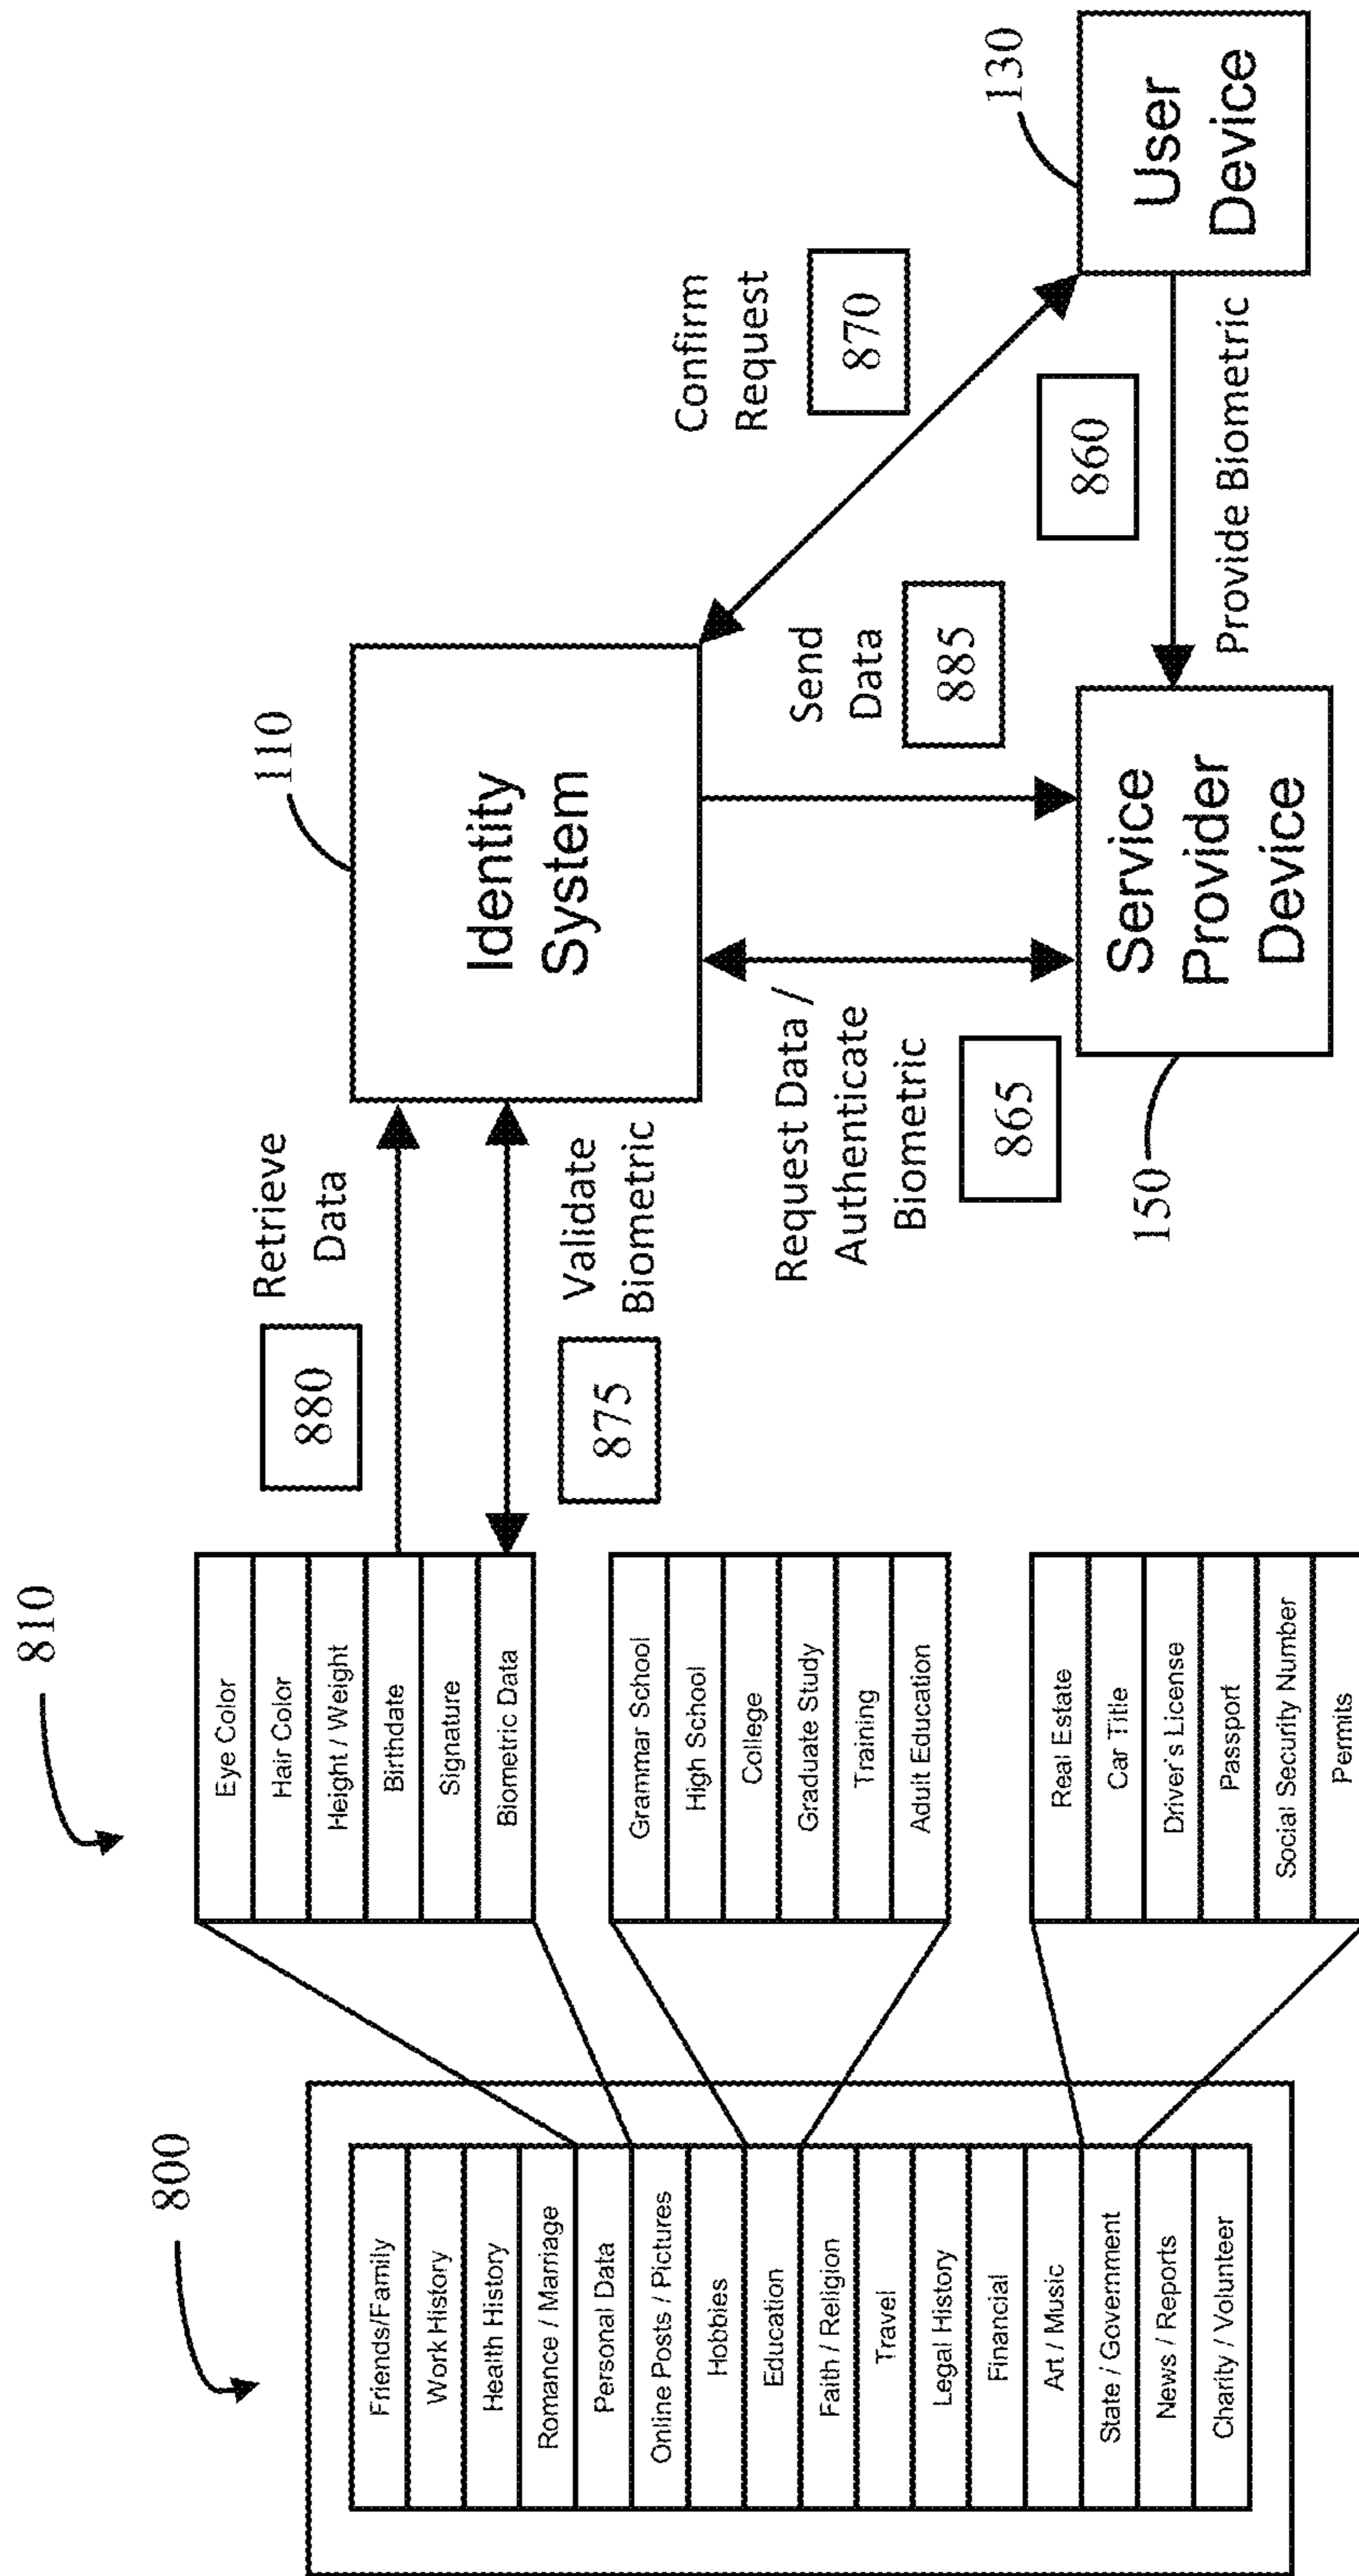 800
Friends/Family
Work History
Health History
Romance / Marriage
Personal Data
Online Posts / Pictures
Hobbies
Education
Faith / Religion
Travel
Legal History
Financial
Art / Music
State / Government
News / Reports
Charity / Volunteer
810
Eye Color
Hair Color
Height / Weight
Birthdate
Signature
Biometric Data
Grammar School
High School
College
Graduate Study
Training
Adult Education
Real Estate
Car Title
Driver's License
Passport
Social Security Number
Permits
Retrieve
Data
880
Validate
Biometric
875
110
Identity
System
Request Data /
Authenticate
Biometric
865
Send
Data
885
Confirm
Request
870
150
Service
Provider
Device
860
Provide Biometric
130
User
Device